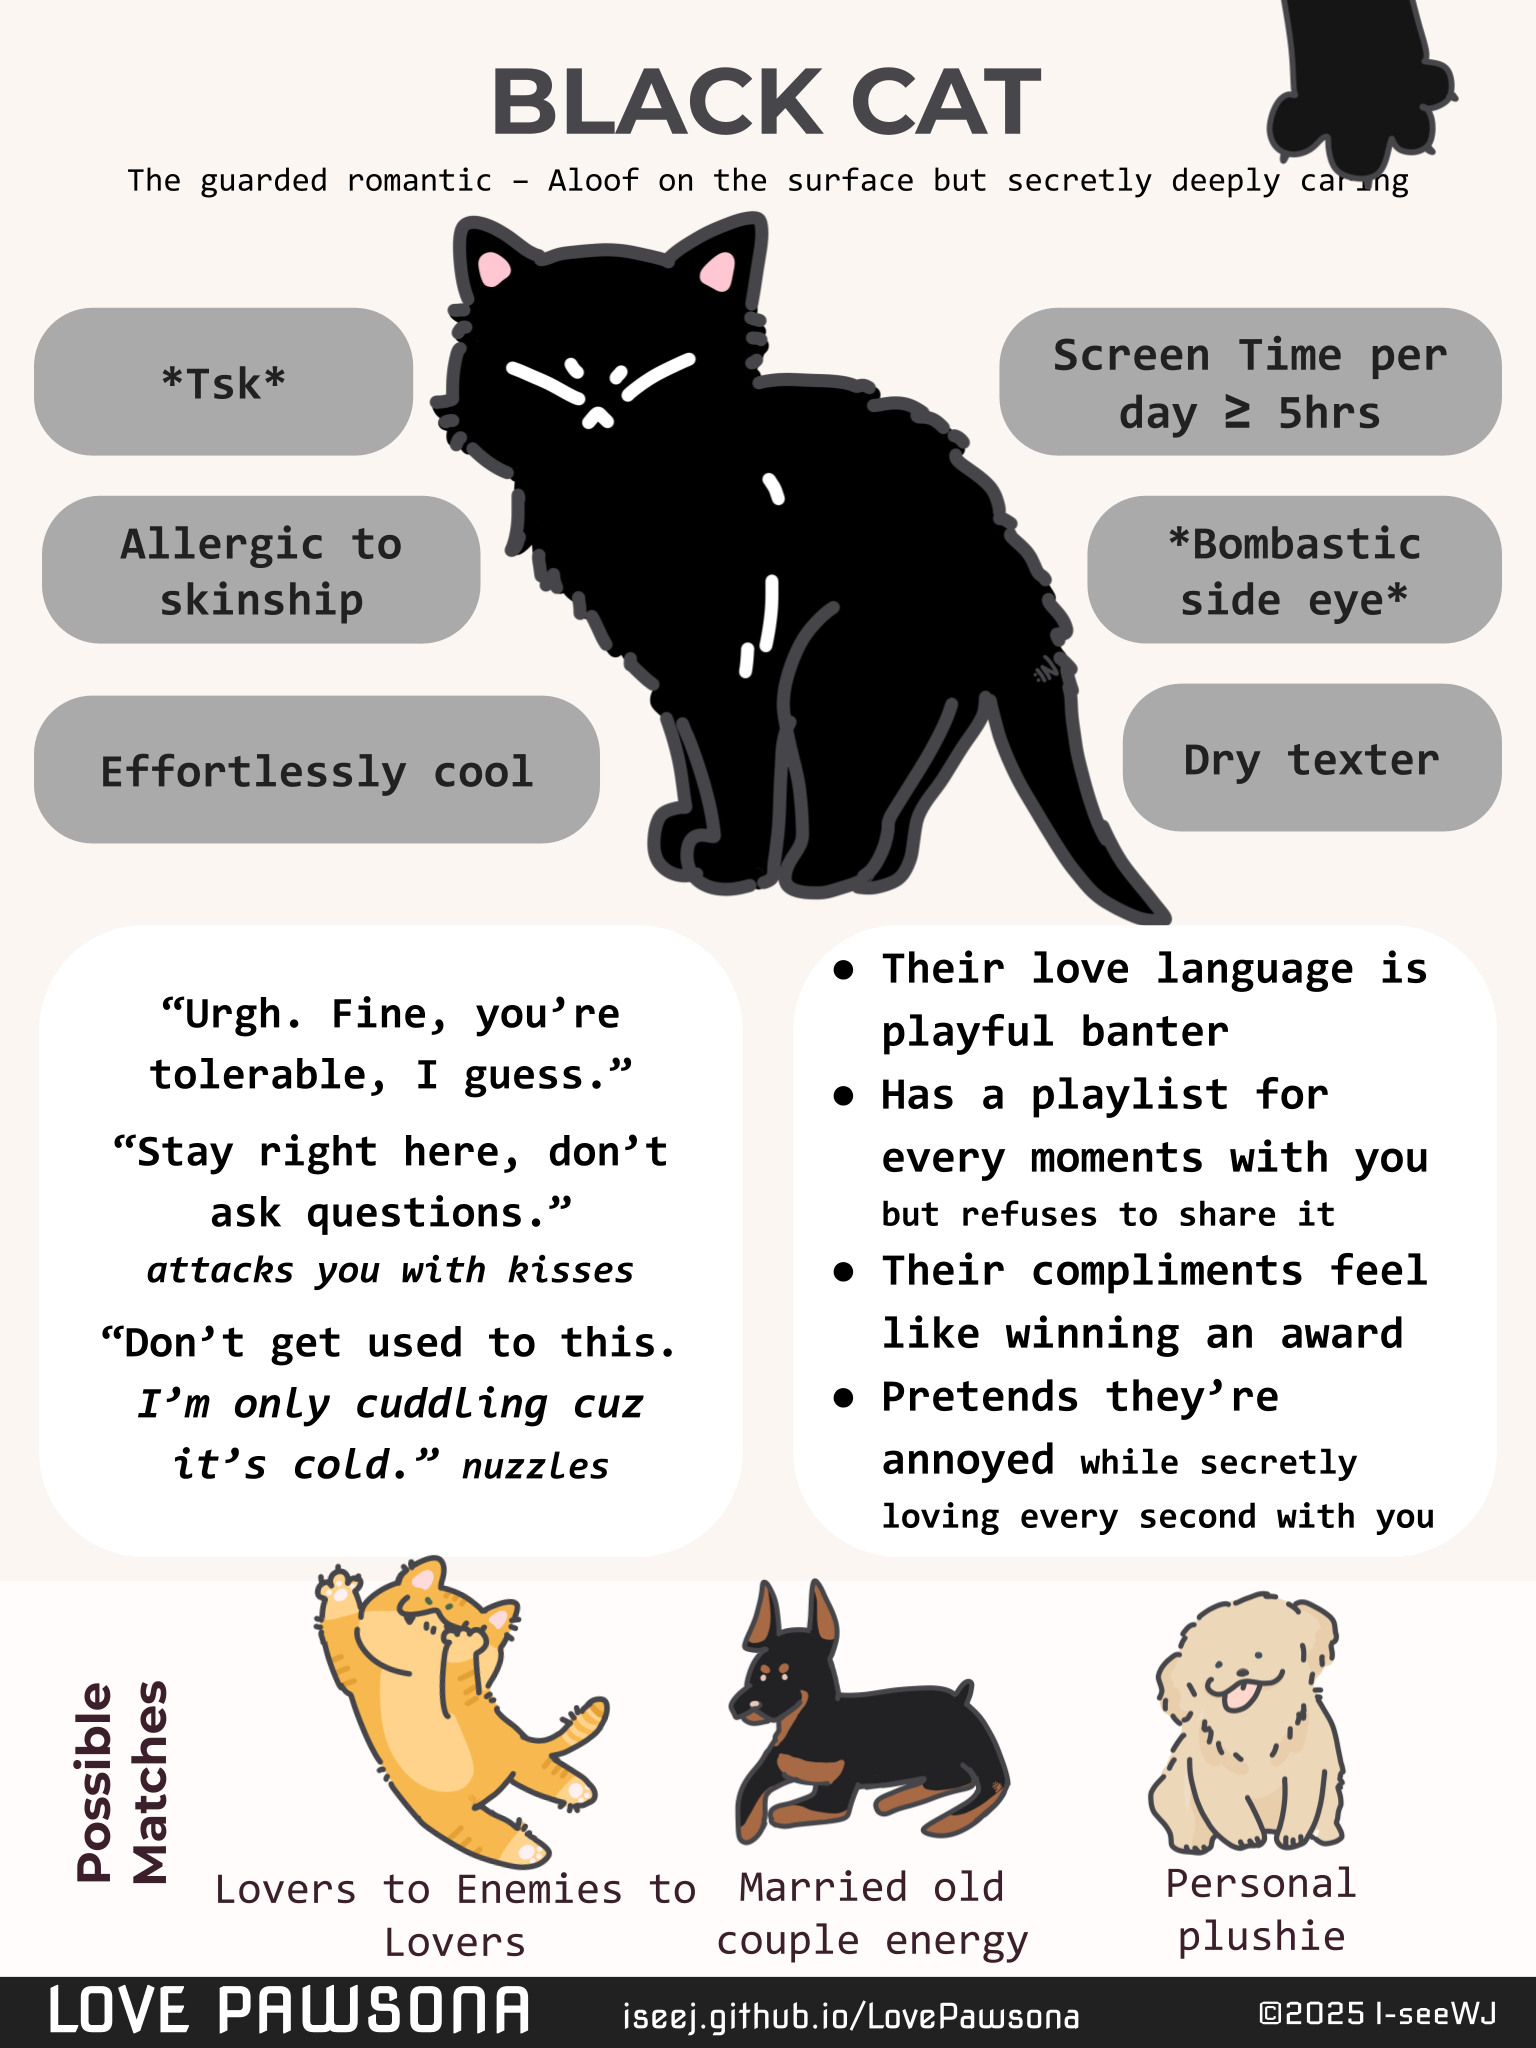 BLACK CAT
The guarded romantic – Aloof on the surface but secretly deeply caring
*Tsk*
Screen Time per
day ≥ 5hrs
Allergic to
skinship
*Bombastic
side eye*
Effortlessly cool
Dry texter
“Urgh. Fine, you’re
tolerable, I guess.”
“Stay right here, don’t
ask questions.”
attacks you with kisses
“Don’t get used to this.
I’m only cuddling cuz
it’s cold.” nuzzles
● Their love language is
playful banter
● Has a playlist for
every moments with you
but refuses to share it
● Their compliments feel
like winning an award
● Pretends they’re
annoyed while secretly
loving every second with you
Possible
Matches
Lovers to Enemies to
Lovers
Married old
couple energy
Personal
plushie
LOVE PAWSONA
iseej.github.io/LovePawsona
©2025 I-seeWJ